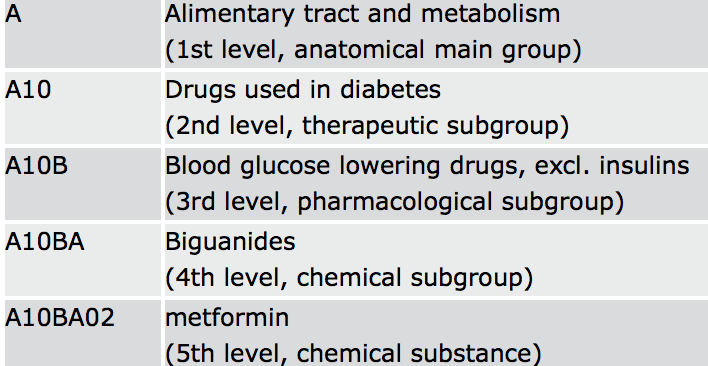 A
Alimentary tract and metabolism
(1st level, anatomical main group)
A10
Drugs used in diabetes
(2nd level, therapeutic subgroup)
A10B
Blood glucose lowering drugs, excl. insulins
(3rd level, pharmacological subgroup)
A10BA
Biguanides
(4th level, chemical subgroup)
A10BA02
metformin
(5th level, chemical substance)